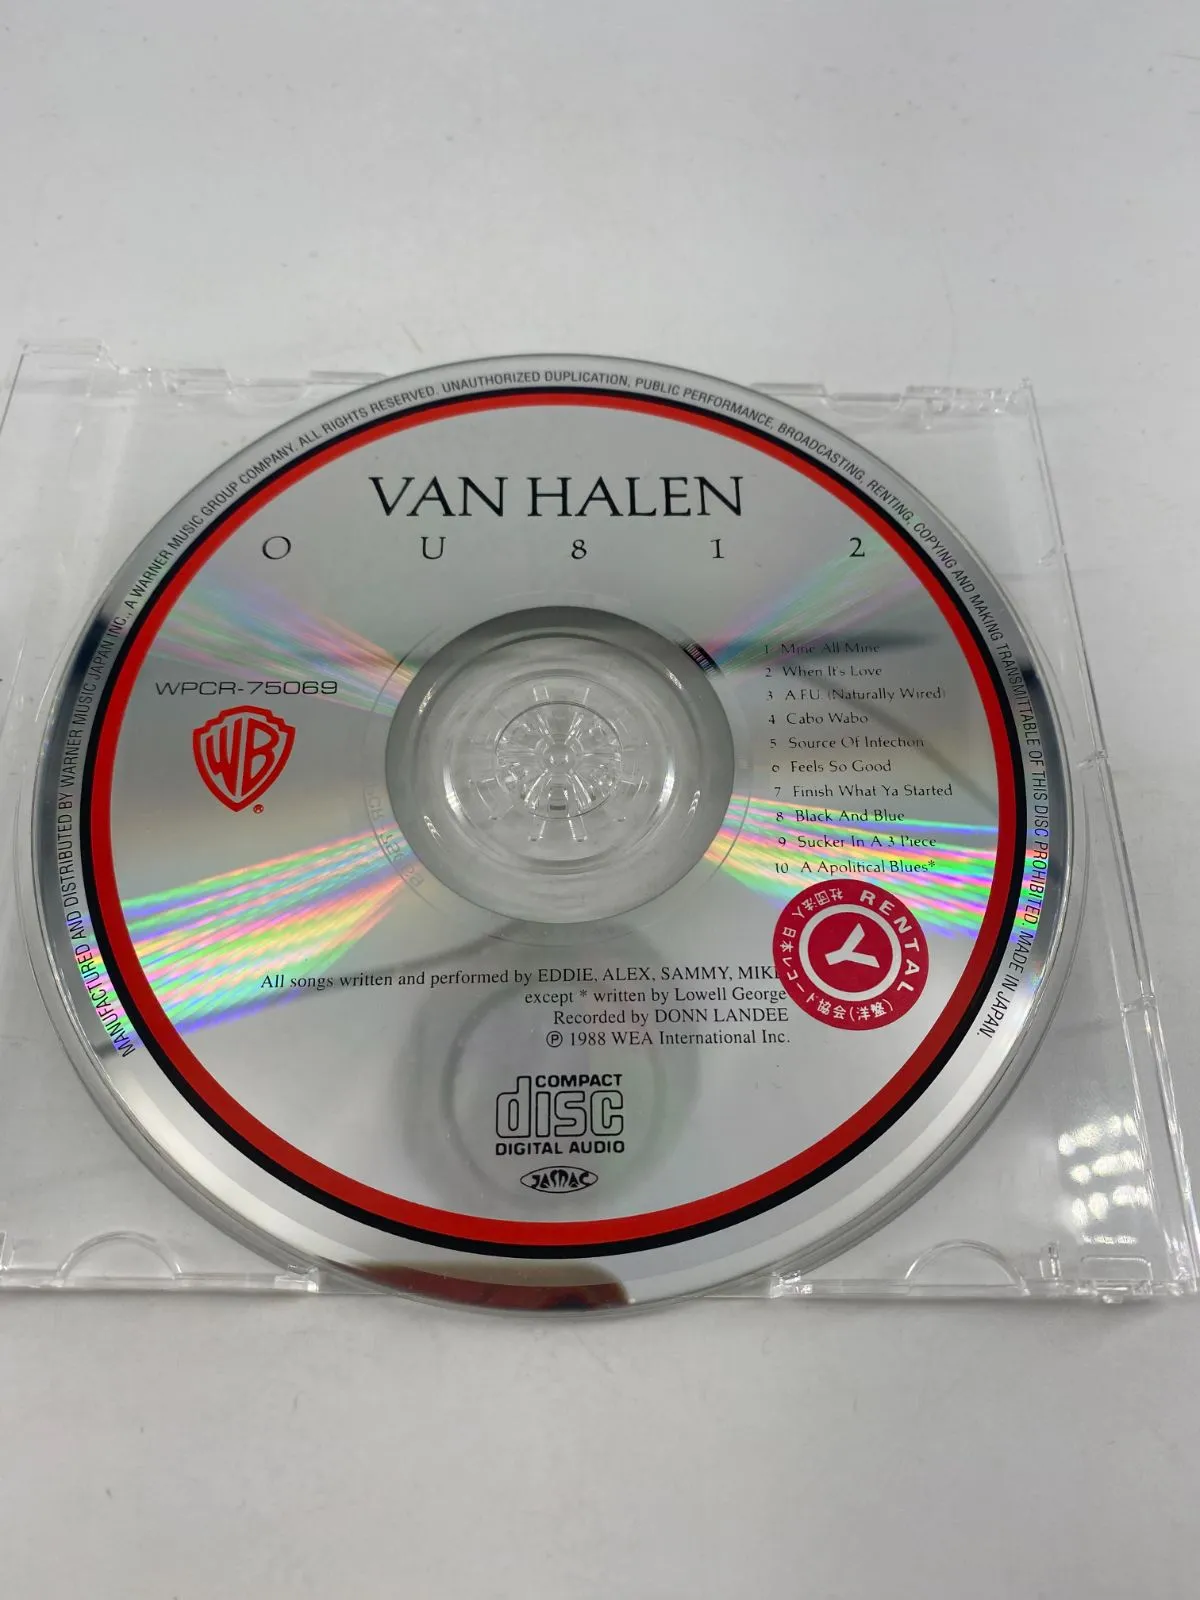 MANUFACTURED AND DISTRIBUTED BY WARNER MUSIC JAPAN INC., A WARNER MUSIC GROUP COMPANY. ALL RIGHTS RESERVED. UNAUTHORIZED DUPLICATION, PUBLIC PERFORMANCE, BROADCASTING, RENTING, COPYING AND MAKING TRANSMITTABLE OF THIS DISC PROHIBITED. MADE IN JAPAN.
VAN HALEN
O U 8 1 2
WPCR-75069
WB
®
1 Mine All Mine
2 When It's Love
3 A.F.U. (Naturally Wired)
4 Cabo Wabo
5 Source Of Infection
6 Feels So Good
7 Finish What Ya Started
8 Black And Blue
9 Sucker In A 3 Piece
10 A Apolitical Blues*
RENTAL
社団法人 日本レコード協会(洋盤)
Y
All songs written and performed by EDDIE, ALEX, SAMMY,
except * written by Lowell George
Recorded by DONN LANDEE
℗ 1988 WEA International Inc.
COMPACT
disc
DIGITAL AUDIO
JASRAC